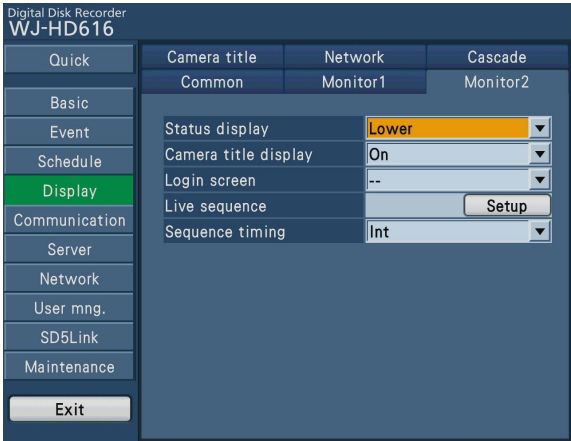 Digital Disk Recorder
WJ-HD616
Quick
Basic
Event
Schedule
Display
Communication
Server
Network
User mng.
SD5Link
Maintenance
Exit
Camera title Network Cascade
Common Monitor1 Monitor2
Status display Lower
Camera title display On
Login screen --
Live sequence Setup
Sequence timing Int